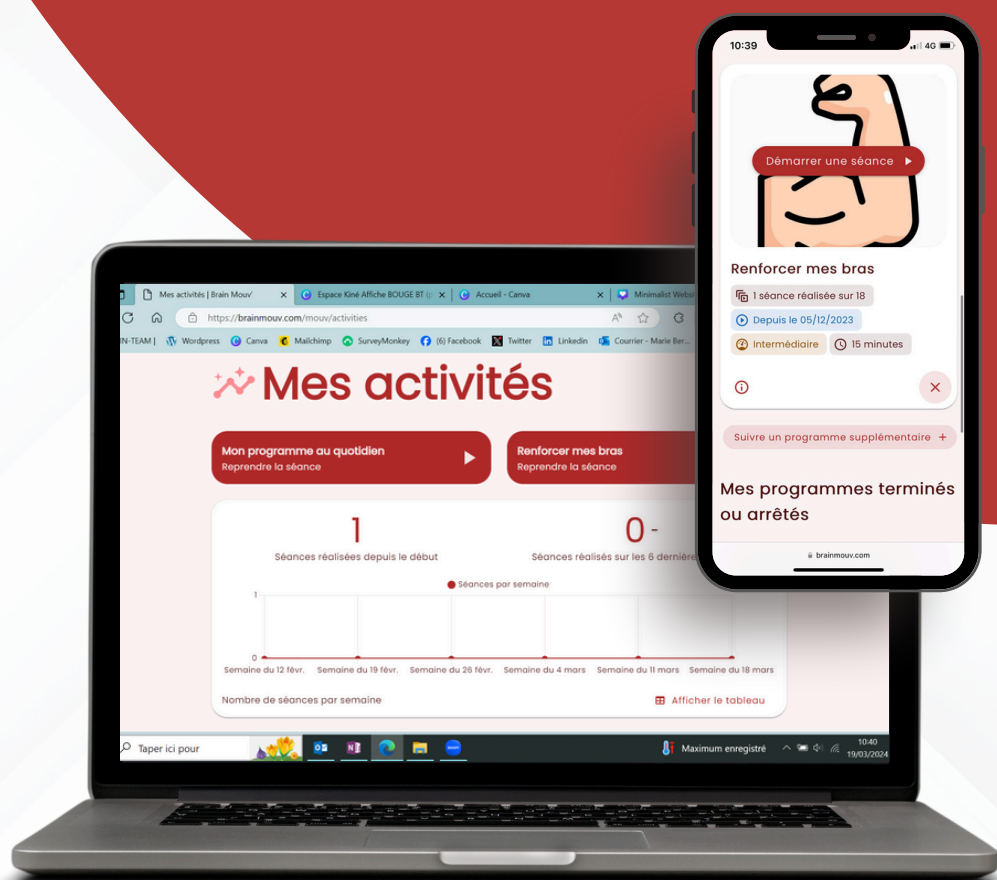 10:39
4G
Démarrer une séance
Renforcer mes bras
1 séance réalisée sur 18
Depuis le 05/12/2023
Intermédiaire
15 minutes
Suivre un programme supplémentaire +
Mes programmes terminés
ou arrêtés
brainmouv.com
Mes activités | Brain Mouv'
Espace Kiné Affiche BOUGE BT
Accueil - Canva
Minimalist
https://brainmouv.com/mouv/activities
IN-TEAM |
Wordpress
Canva
Mailchimp
SurveyMonkey
(6) Facebook
Twitter
Linkedin
Courrier - Marie Ber...
Mes activités
Mon programme au quotidien
Reprendre la séance
Renforcer mes bras
Reprendre la séance
1
Séances réalisées depuis le début
0 -
Séances réalisés sur les 6
Séances par semaine
1
0
Semaine du 12 févr.
Semaine du 19 févr.
Semaine du 26 févr.
Semaine du 4 mars
Semaine du 11 mars
Semaine du 18 mars
Nombre de séances par semaine
Afficher le tableau
Taper ici pour
Maximum enregistré
10:40
19/03/2024